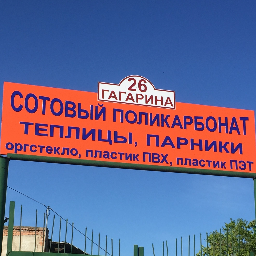 26
ГАГАРИНА
СОТОВЫЙ ПОЛИКАРБОНАТ
ТЕПЛИЦЫ, ПАРНИКИ
оргстекло, пластик ПВХ, пластик ПЭТ